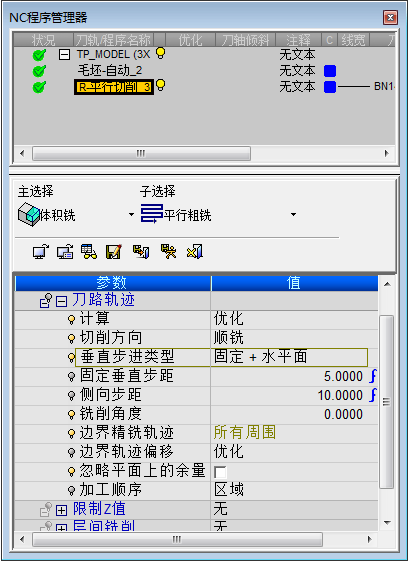 NC程序管理器
状况 刀轨/程序名称 优化 刀轴倾斜 注释 C 线宽
TP_MODEL (3X 无文本
毛坯-自动_2 无文本
R-平行切削_3 无文本 BN1
主选择 子选择
体积铣 平行粗铣
参数 值
刀路轨迹
计算 优化
切削方向 顺铣
垂直步进类型 固定 + 水平面
固定垂直步距 5.0000 f
侧向步距 10.0000 f
铣削角度 0.0000
边界精铣轨迹 所有周围
边界轨迹偏移 优化
忽略平面上的余量
加工顺序 区域
限制Z值 无
层间铣削 无